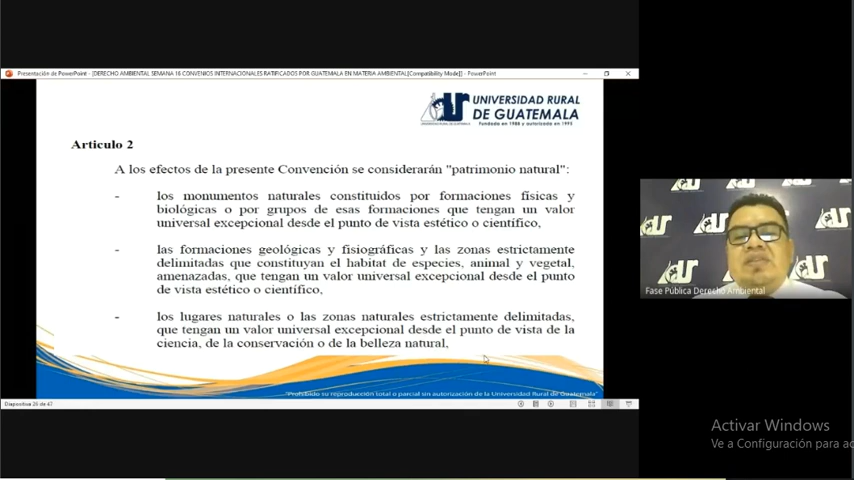 Presentación de PowerPoint - [DERECHO AMBIENTAL SEMANA 16 CONVENIOS INTERNACIONALES RATIFICADOS POR GUATEMALA EN MATERIA AMBIENTAL[Compatibility Mode]] - PowerPoint
UNIVERSIDAD RURAL
DE GUATEMALA
Fundada en 1988 y autorizada en 1995
Articulo 2
A los efectos de la presente Convención se considerarán "patrimonio natural":
- los monumentos naturales constituidos por formaciones físicas y
biológicas o por grupos de esas formaciones que tengan un valor
universal excepcional desde el punto de vista estético o científico,
- las formaciones geológicas y fisiográficas y las zonas estrictamente
delimitadas que constituyan el habitat de especies, animal y vegetal,
amenazadas, que tengan un valor universal excepcional desde el punto
de vista estético o científico,
- los lugares naturales o las zonas naturales estrictamente delimitadas,
que tengan un valor universal excepcional desde el punto de vista de la
ciencia, de la conservación o de la belleza natural,
"Prohibido su reproducción total o parcial sin autorización de la Universidad Rural de Guatemala"
Diapositiva 26 de 47
Fase Pública Derecho Ambiental
Activar Windows
Ve a Configuración para ac